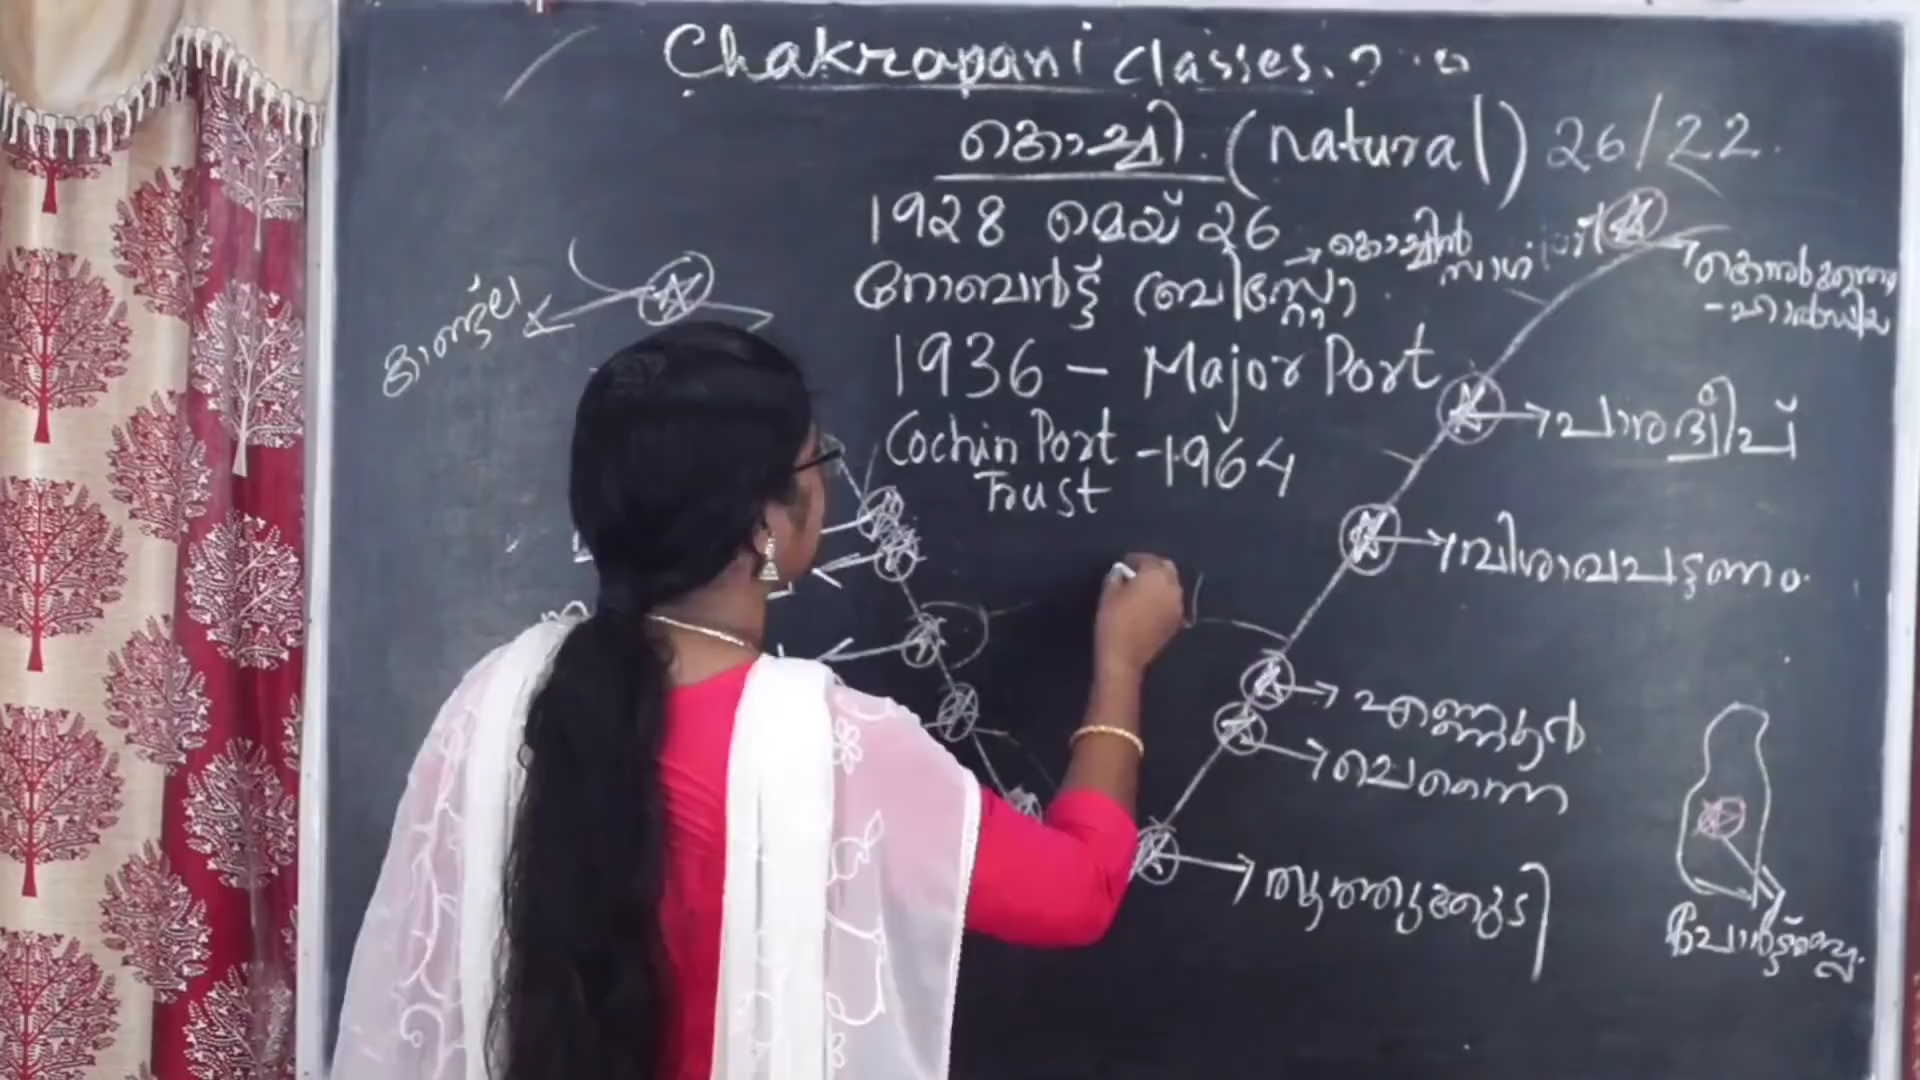 Chakrapani Classes.
കൊച്ചി. (natural) 26/22
1928 മെയ് 26
→ കൊച്ചിൻ
റോബർട്ട് ബ്രിസ്റ്റോ
1936 - Major Port
Cochin Port - 1964
Trust
കാണ്ട്ല
പാരദ്വീപ്
വിശാഖപട്ടണം
എണ്ണൂർ
ചെന്നൈ
തൂത്തുക്കുടി